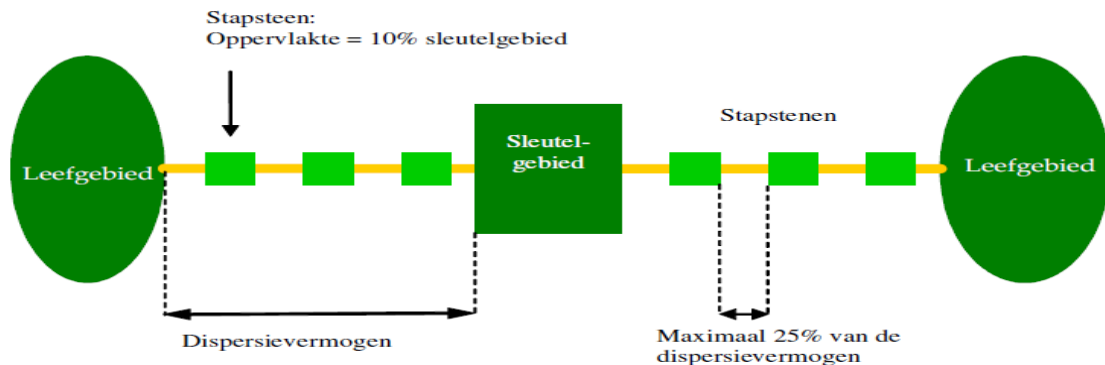 Stapsteen:
Oppervlakte = 10% sleutelgebied
Leefgebied
Sleutel-
gebied
Stapstenen
Leefgebied
Dispersievermogen
Maximaal 25% van de
dispersievermogen